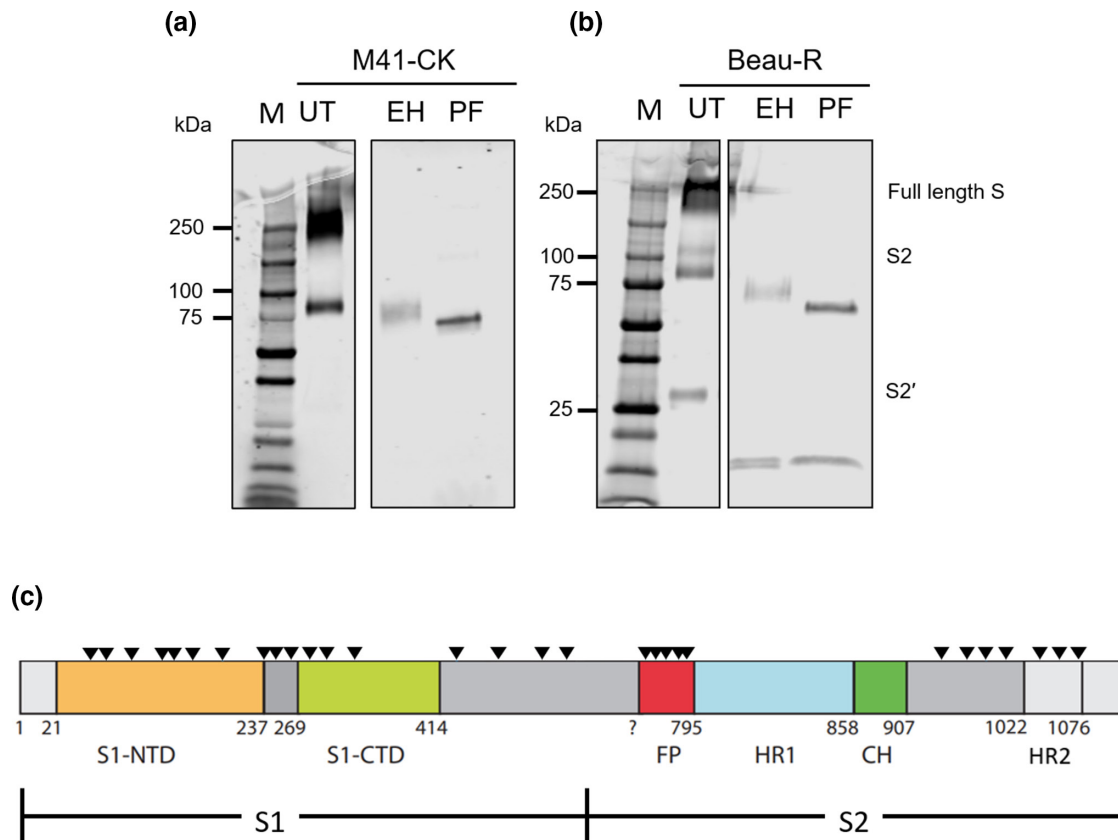 (a)
(b)
M41-CK
Beau-R
kDa
M UT EH PF
kDa
M UT EH PF
250
100
75
250
100
75
25
Full length S
S2
S2′
(c)
1 21 237 269 414 ? 795 858 907 1022 1076
S1-NTD S1-CTD FP HR1 CH HR2
S1 S2